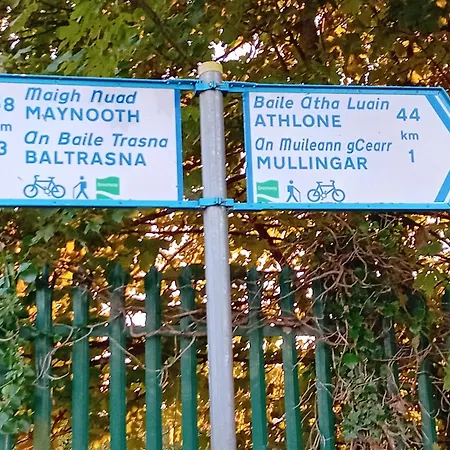 Maigh Nuad
MAYNOOTH
km
An Baile Trasna
3 BALTRASNA
Baile Átha Luain 44
ATHLONE km
An Muileann gCearr
MULLINGAR 1